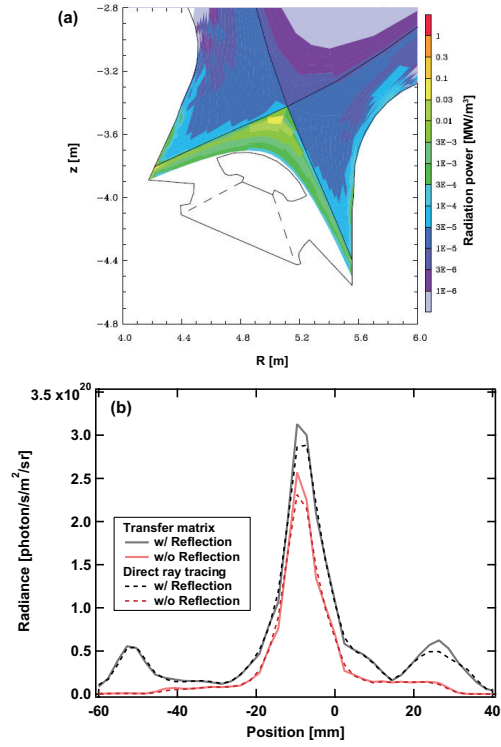 (a)
-2.8
-3.2
-3.6
-4.0
-4.4
-4.8
z [m]
4.0 4.4 4.8 5.2 5.6 6.0
R [m]
1
0.3
0.1
0.03
0.01
3E-3
1E-3
3E-4
1E-4
3E-5
1E-5
3E-6
1E-6
Radiation power [MW/m³]
(b)
3.5 x10²⁰
3.0
2.5
2.0
1.5
1.0
0.5
0.0
Radiance [photon/s/m²/sr]
Transfer matrix
w/ Reflection
w/o Reflection
Direct ray tracing
w/ Reflection
w/o Reflection
-60 -40 -20 0 20 40
Position [mm]